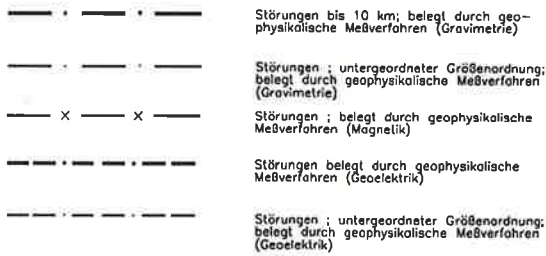 Störungen bis 10 km; belegt durch geo-
physikalische Meßverfahren (Gravimetrie)
Störungen ; untergeordneter Größenordnung;
belegt durch geophysikalische Meßverfahren
(Gravimetrie)
Störungen ; belegt durch geophysikalische
Meßverfahren (Magnetik)
Störungen belegt durch geophysikalische
Meßverfahren (Geoelektrik)
Störungen ; untergeordneter Größenordnung;
belegt durch geophysikalische Meßverfahren
(Geoelektrik)